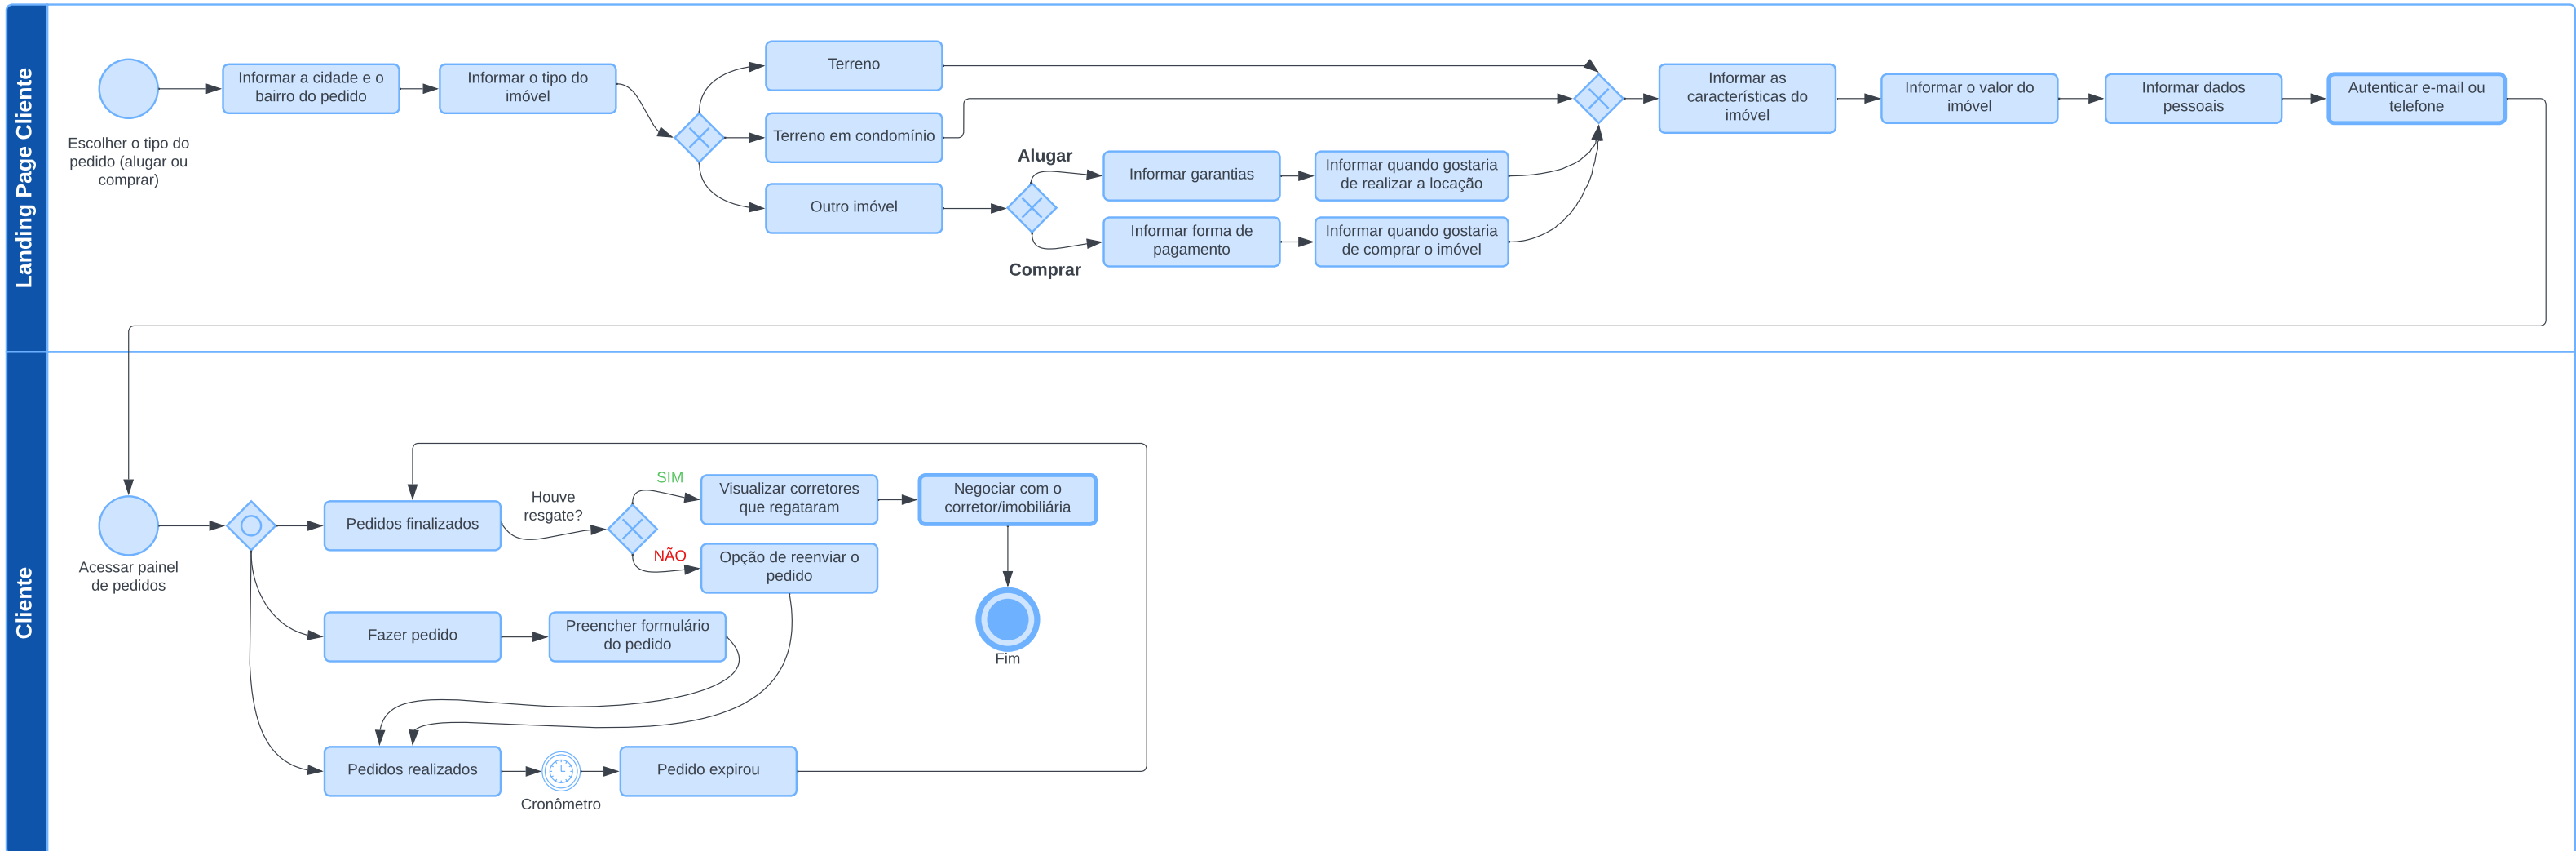 Landing Page Cliente
Escolher o tipo do
pedido (alugar ou
comprar)
Informar a cidade e o
bairro do pedido
Informar o tipo do
imóvel
Terreno
Terreno em condomínio
Outro imóvel
Alugar
Comprar
Informar garantias
Informar quando gostaria
de realizar a locação
Informar forma de
pagamento
Informar quando gostaria
de comprar o imóvel
Informar as
características do
imóvel
Informar o valor do
imóvel
Informar dados
pessoais
Autenticar e-mail ou
telefone
Cliente
Acessar painel
de pedidos
Pedidos finalizados
Houve
resgate?
SIM
NÃO
Visualizar corretores
que regataram
Negociar com o
corretor/imobiliária
Opção de reenviar o
pedido
Fim
Fazer pedido
Preencher formulário
do pedido
Pedidos realizados
Cronômetro
Pedido expirou